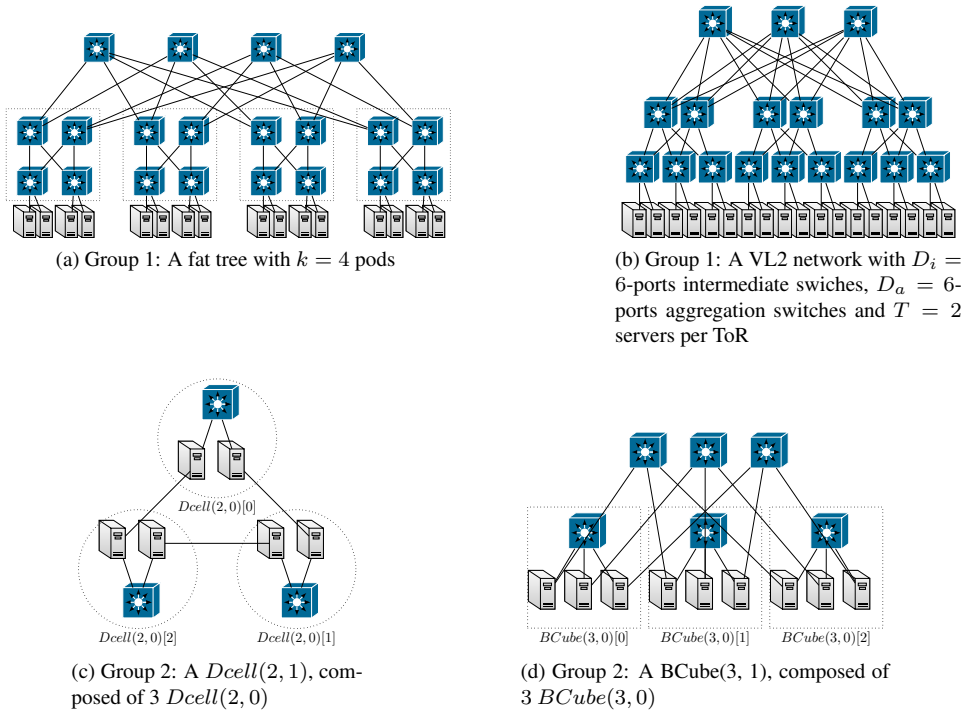 (a) Group 1: A fat tree with k = 4 pods
(b) Group 1: A VL2 network with D_i =
6-ports intermediate swiches, D_a = 6-
ports aggregation switches and T = 2
servers per ToR
Dcell(2, 0)[0]
Dcell(2, 0)[2]
Dcell(2, 0)[1]
(c) Group 2: A Dcell(2, 1), com-
posed of 3 Dcell(2, 0)
BCube(3, 0)[0]
BCube(3, 0)[1]
BCube(3, 0)[2]
(d) Group 2: A BCube(3, 1), composed of
3 BCube(3, 0)